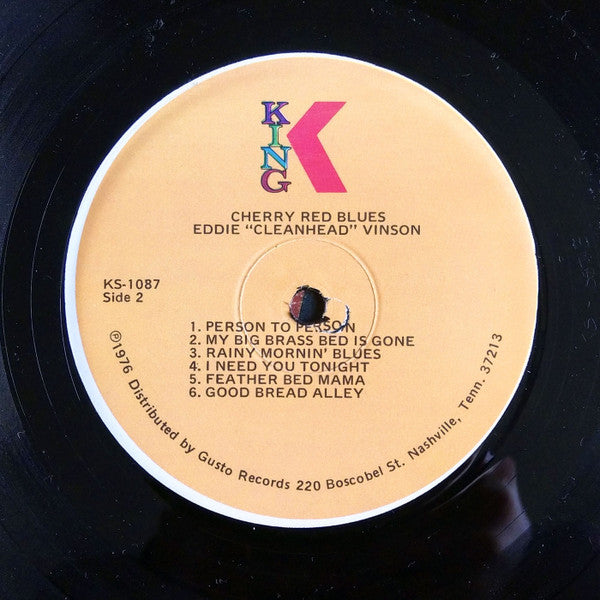 KING
K
CHERRY RED BLUES
EDDIE "CLEANHEAD" VINSON
KS-1087
Side 2
1. PERSON TO PERSON
2. MY BIG BRASS BED IS GONE
3. RAINY MORNIN' BLUES
4. I NEED YOU TONIGHT
5. FEATHER BED MAMA
6. GOOD BREAD ALLEY
℗1976 Distributed by Gusto Records 220 Boscobel St. Nashville, Tenn. 37213